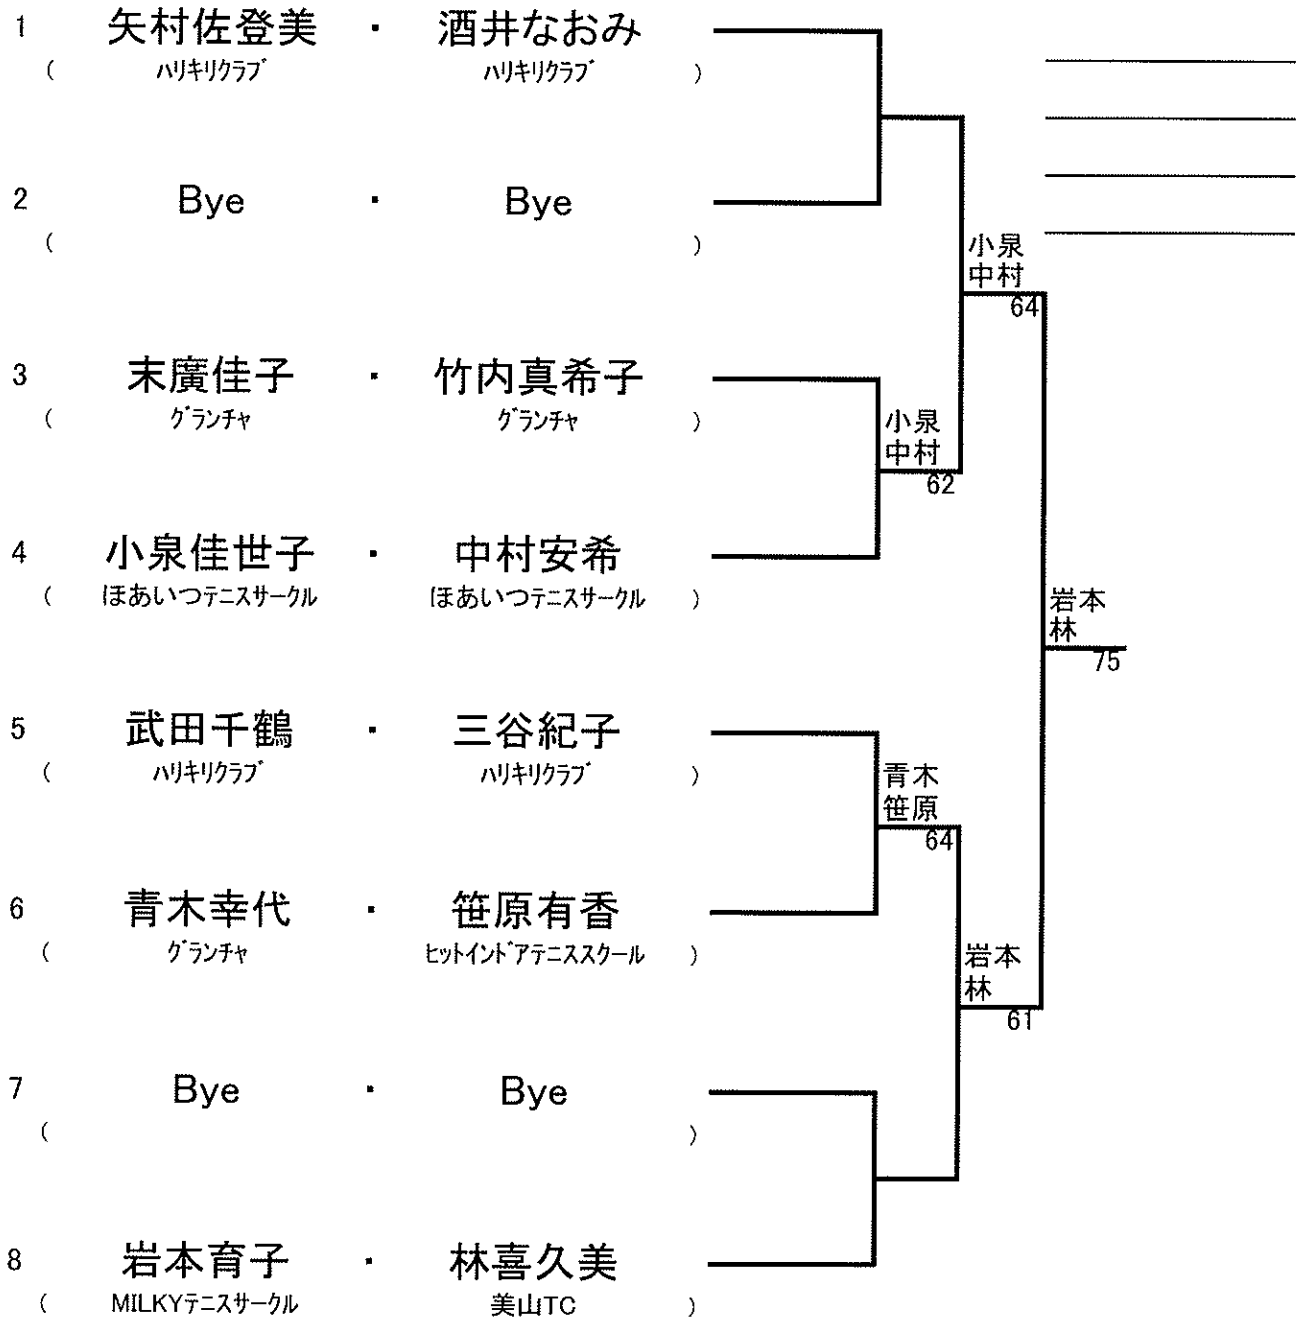 1 矢村佐登美 ・ 酒井なおみ
( ﾊﾘｷﾘｸﾗﾌﾞ ﾊﾘｷﾘｸﾗﾌﾞ )
2 Bye ・ Bye
( )
小泉
中村
64
3 末廣佳子 ・ 竹内真希子
( ｸﾞﾗﾝﾁｬ ｸﾞﾗﾝﾁｬ )
小泉
中村
62
4 小泉佳世子 ・ 中村安希
( ほあいつﾃﾆｽｻｰｸﾙ ほあいつﾃﾆｽｻｰｸﾙ )
岩本
林
75
5 武田千鶴 ・ 三谷紀子
( ﾊﾘｷﾘｸﾗﾌﾞ ﾊﾘｷﾘｸﾗﾌﾞ )
青木
笹原
64
6 青木幸代 ・ 笹原有香
( ｸﾞﾗﾝﾁｬ ﾋｯﾄｲﾝﾄﾞｱﾃﾆｽｽｸｰﾙ )
岩本
林
61
7 Bye ・ Bye
( )
8 岩本育子 ・ 林喜久美
( MILKYﾃﾆｽｻｰｸﾙ 美山TC )